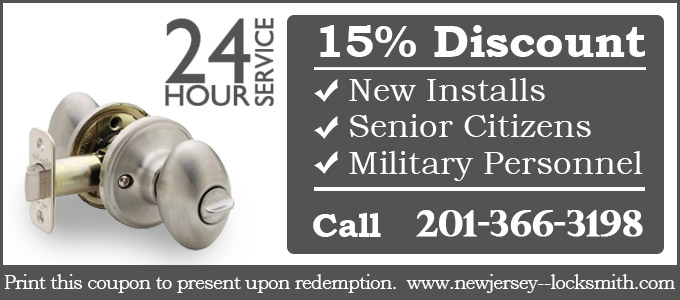 24
HOUR
SERVICE
15% Discount
New Installs
Senior Citizens
Military Personnel
Call 201-366-3198
Print this coupon to present upon redemption. www.newjersey--locksmith.com